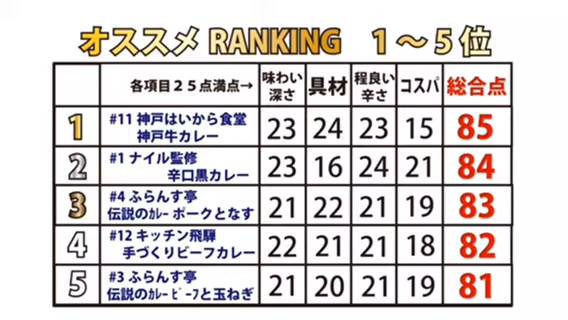 オススメ RANKING 1～5位
各項目25点満点→ 味わい深さ 具材 程良い辛さ コスパ 総合点
1 #11 神戸はいから食堂 神戸牛カレー 23 24 23 15 85
2 #1 ナイル監修 辛口黒カレー 23 16 24 21 84
3 #4 ふらんす亭 伝説のｶﾚｰ ポークとなす 21 22 21 19 83
4 #12 キッチン飛騨 手づくりビーフカレー 22 21 21 18 82
5 #3 ふらんす亭 伝説のｶﾚｰ ﾋﾞｰﾌと玉ねぎ 21 20 21 19 81